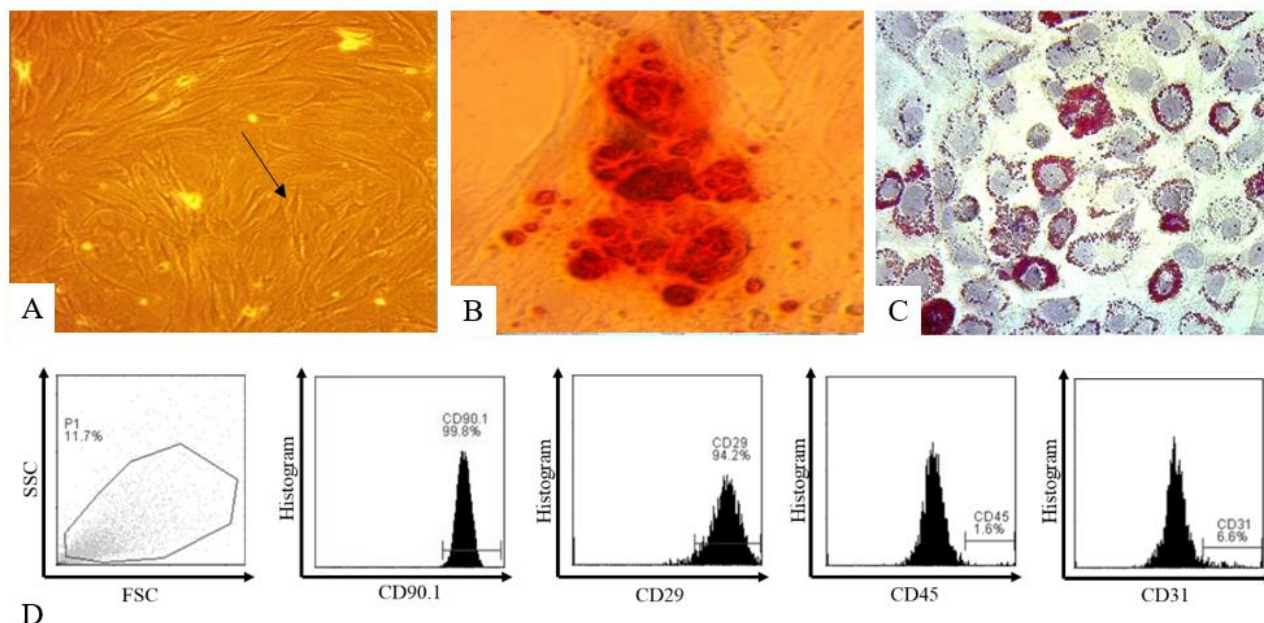 A
B
C
P1
11.7%
SSC
FSC
CD90.1
99.8%
Histogram
CD90.1
CD29
94.2%
Histogram
CD29
CD45
1.6%
Histogram
CD45
CD31
6.6%
Histogram
CD31
D